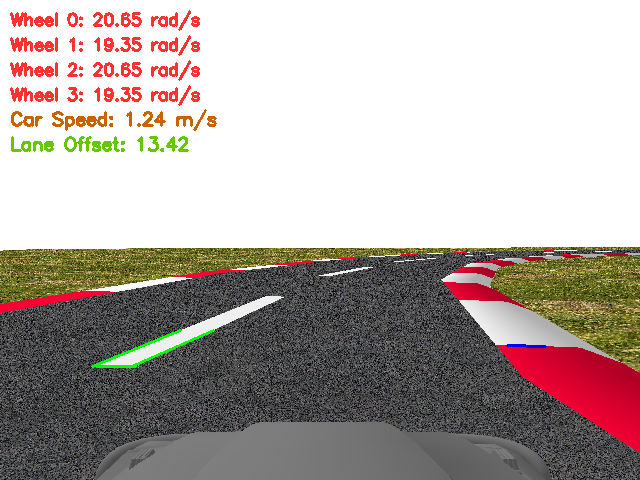 Wheel 0: 20.65 rad/s
Wheel 1: 19.35 rad/s
Wheel 2: 20.65 rad/s
Wheel 3: 19.35 rad/s
Car Speed: 1.24 m/s
Lane Offset: 13.42